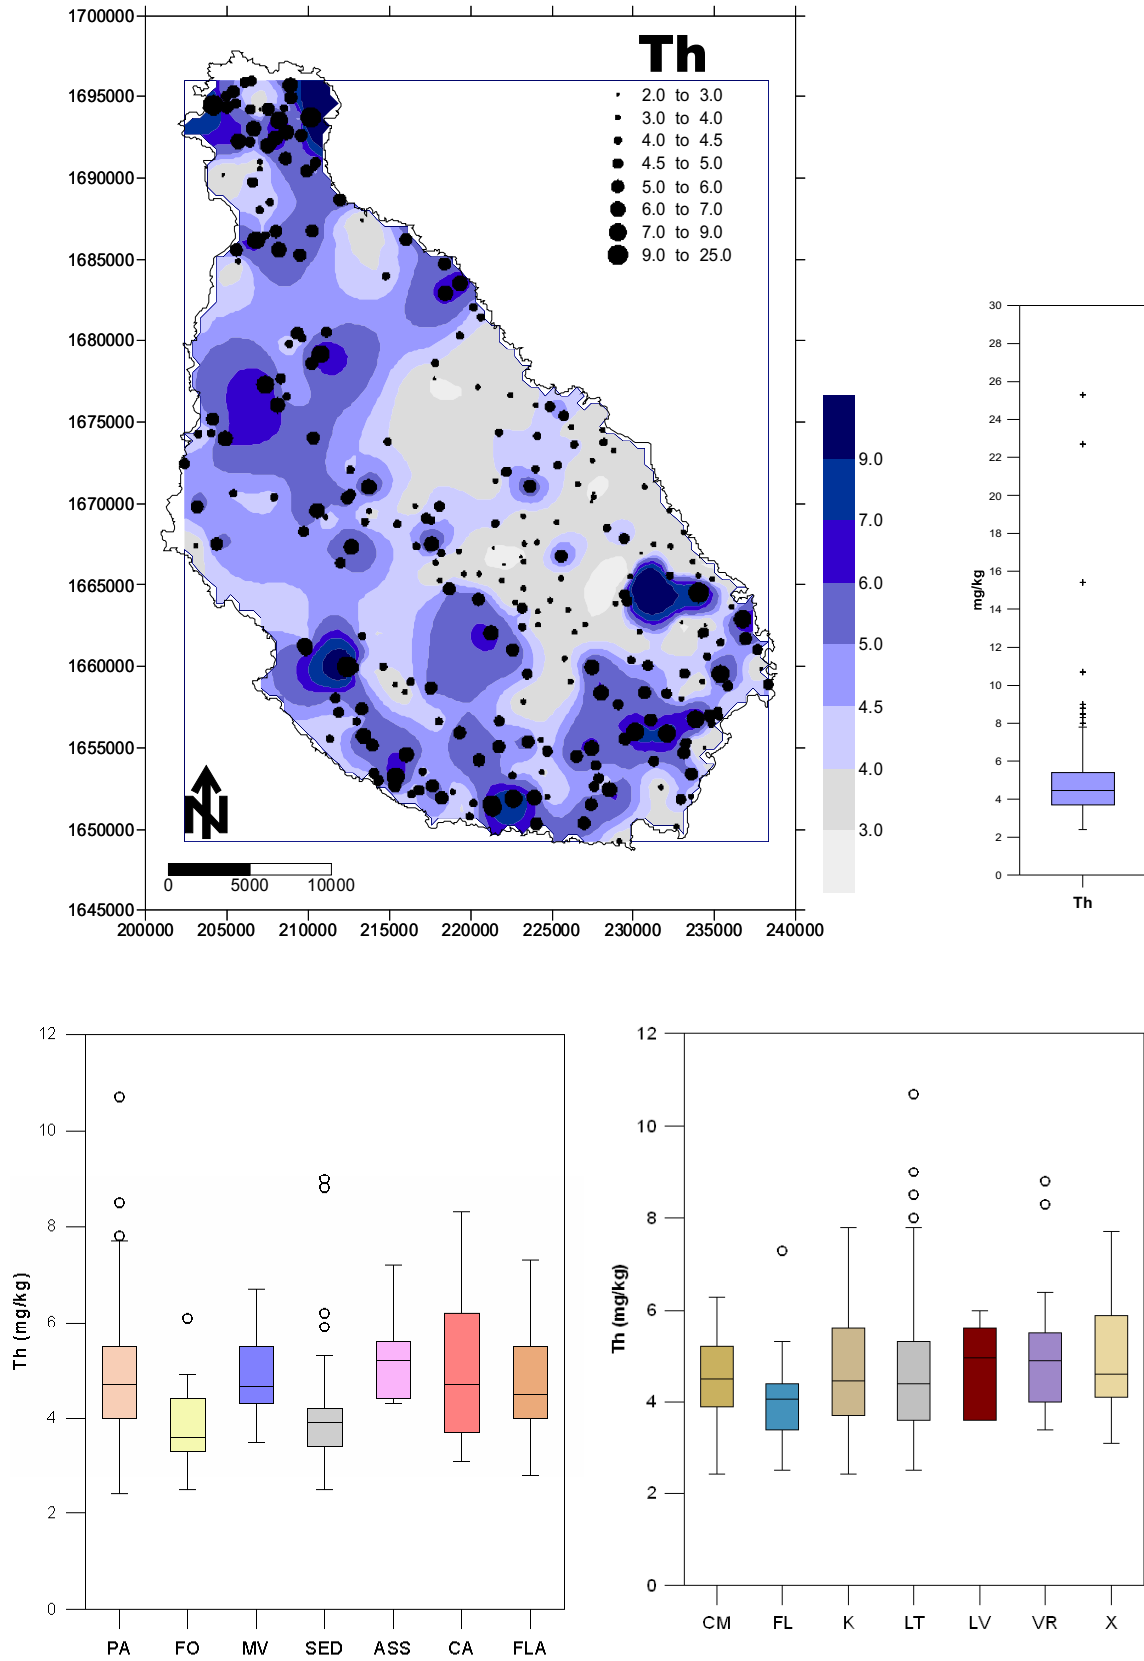 Th
2.0 to 3.0
3.0 to 4.0
4.0 to 4.5
4.5 to 5.0
5.0 to 6.0
6.0 to 7.0
7.0 to 9.0
9.0 to 25.0
1700000
1695000
1690000
1685000
1680000
1675000
1670000
1665000
1660000
1655000
1650000
1645000
200000 205000 210000 215000 220000 225000 230000 235000 240000
N
0 5000 10000
9.0
7.0
6.0
5.0
4.5
4.0
3.0
30
28
26
24
22
20
18
16
14
12
10
8
6
4
2
0
mg/kg
Th
12
10
8
6
4
2
0
Th (mg/kg)
PA FO MV SED ASS CA FLA
12
10
8
6
4
2
0
Th (mg/kg)
CM FL K LT LV VR X